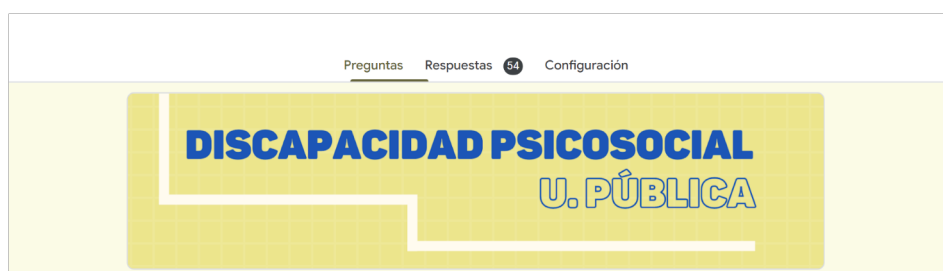 Preguntas Respuestas 54 Configuración
DISCAPACIDAD PSICOSOCIAL
U. PÚBLICA